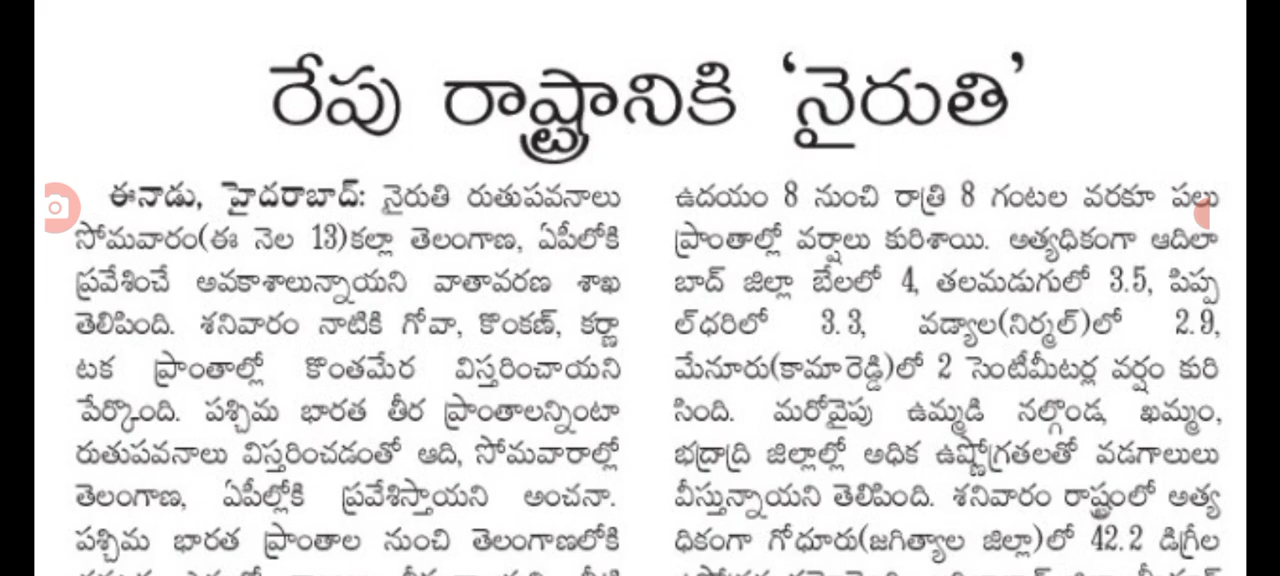 రేపు రాష్ట్రానికి ‘నైరుతి’
ఈనాడు, హైదరాబాద్: నైరుతి రుతుపవనాలు
సోమవారం(ఈ నెల 13)కల్లా తెలంగాణ, ఏపీలోకి
ప్రవేశించే అవకాశాలున్నాయని వాతావరణ శాఖ
తెలిపింది. శనివారం నాటికి గోవా, కొంకణ్, కర్ణా
టక ప్రాంతాల్లో కొంతమేర విస్తరించాయని
పేర్కొంది. పశ్చిమ భారత తీర ప్రాంతాలన్నింటా
రుతుపవనాలు విస్తరించడంతో ఆది, సోమవారాల్లో
తెలంగాణ, ఏపీల్లోకి ప్రవేశిస్తాయని అంచనా.
పశ్చిమ భారత ప్రాంతాల నుంచి తెలంగాణలోకి
ఉదయం 8 నుంచి రాత్రి 8 గంటల వరకూ పలు
ప్రాంతాల్లో వర్షాలు కురిశాయి. అత్యధికంగా ఆదిలా
బాద్ జిల్లా బేలలో 4, తలమడుగులో 3.5, పిప్ప
ల్‌ధరిలో 3.3, వడ్యాల(నిర్మల్)లో 2.9,
మేనూరు(కామారెడ్డి)లో 2 సెంటీమీటర్ల వర్షం కురి
సింది. మరోవైపు ఉమ్మడి నల్గొండ, ఖమ్మం,
భద్రాద్రి జిల్లాల్లో అధిక ఉష్ణోగ్రతలతో వడగాలులు
వీస్తున్నాయని తెలిపింది. శనివారం రాష్ట్రంలో అత్య
ధికంగా గోధూరు(జగిత్యాల జిల్లా)లో 42.2 డిగ్రీల